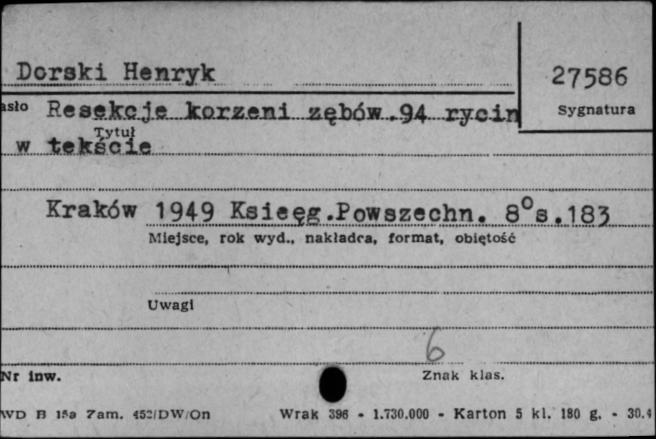 Dorski Henryk
27586
asło Resekcje korzeni zębów.94 rycin
Sygnatura
Tytuł
w tekście
Kraków 1949 Ksieęg.Powszechn. 8°s.183
Miejsce, rok wyd., nakładca, format, objętość
Uwagi
6
Nr inw.
Znak klas.
WD B 15a Zam. 452/DW/On Wrak 396 - 1.730.000 - Karton 5 kl. 180 g. - 30.4